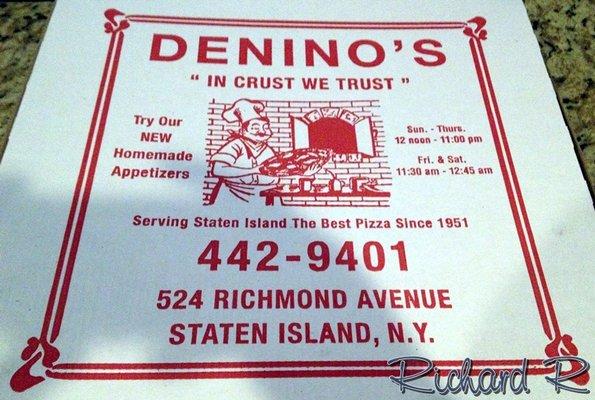 DENINO'S
" IN CRUST WE TRUST "
Try Our
NEW
Homemade
Appetizers
Sun. - Thurs.
12 noon - 11:00 pm
Fri. & Sat.
11:30 am - 12:45 am
Serving Staten Island The Best Pizza Since 1951
442-9401
524 RICHMOND AVENUE
STATEN ISLAND, N.Y.
Richard R